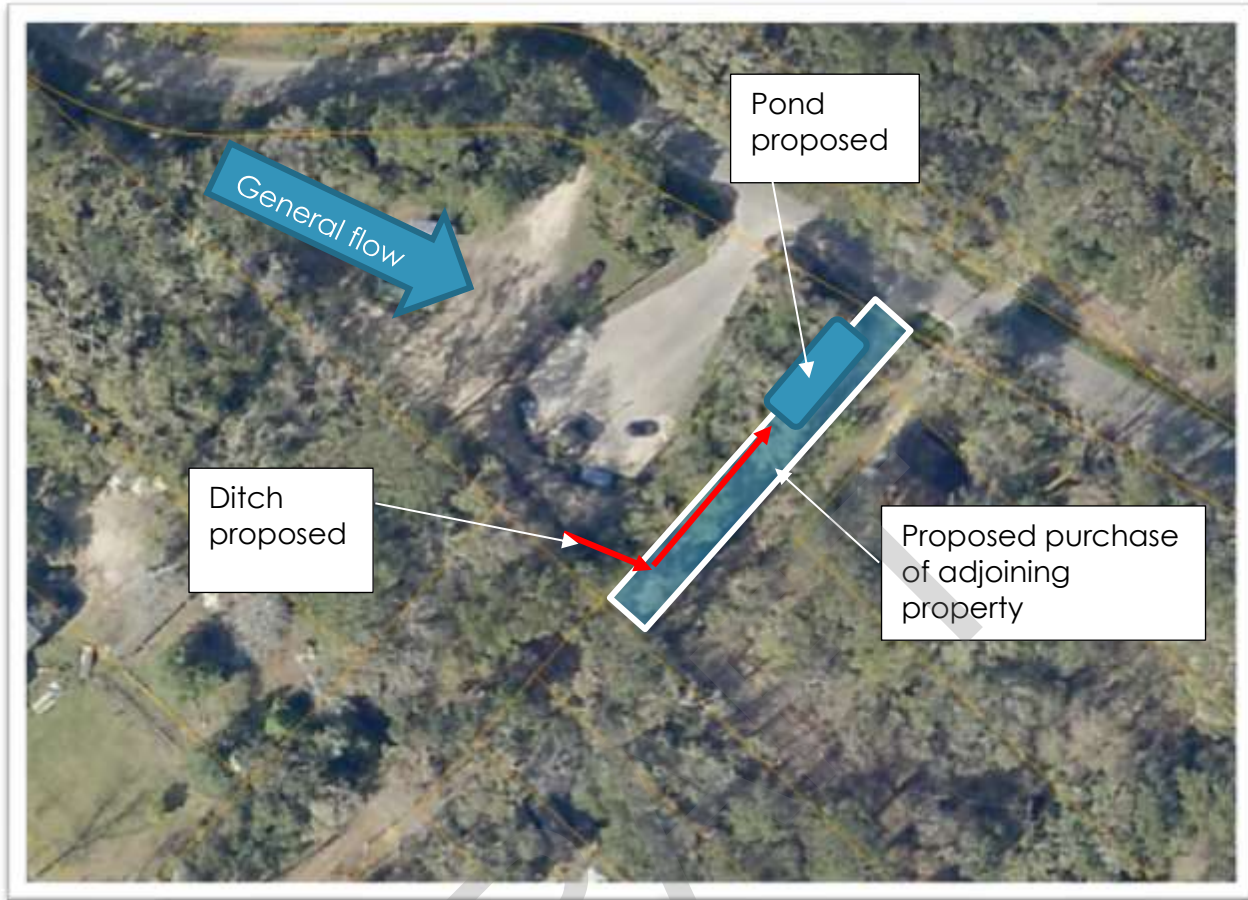 Pond
proposed
General flow
Ditch
proposed
Proposed purchase
of adjoining
property